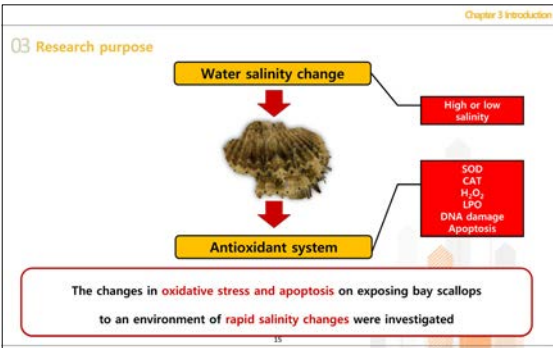 Chapter 3 Introduction
03 Research purpose
Water salinity change
High or low
salinity
SOD
CAT
H₂O₂
LPO
DNA damage
Apoptosis
Antioxidant system
The changes in oxidative stress and apoptosis on exposing bay scallops
to an environment of rapid salinity changes were investigated
15